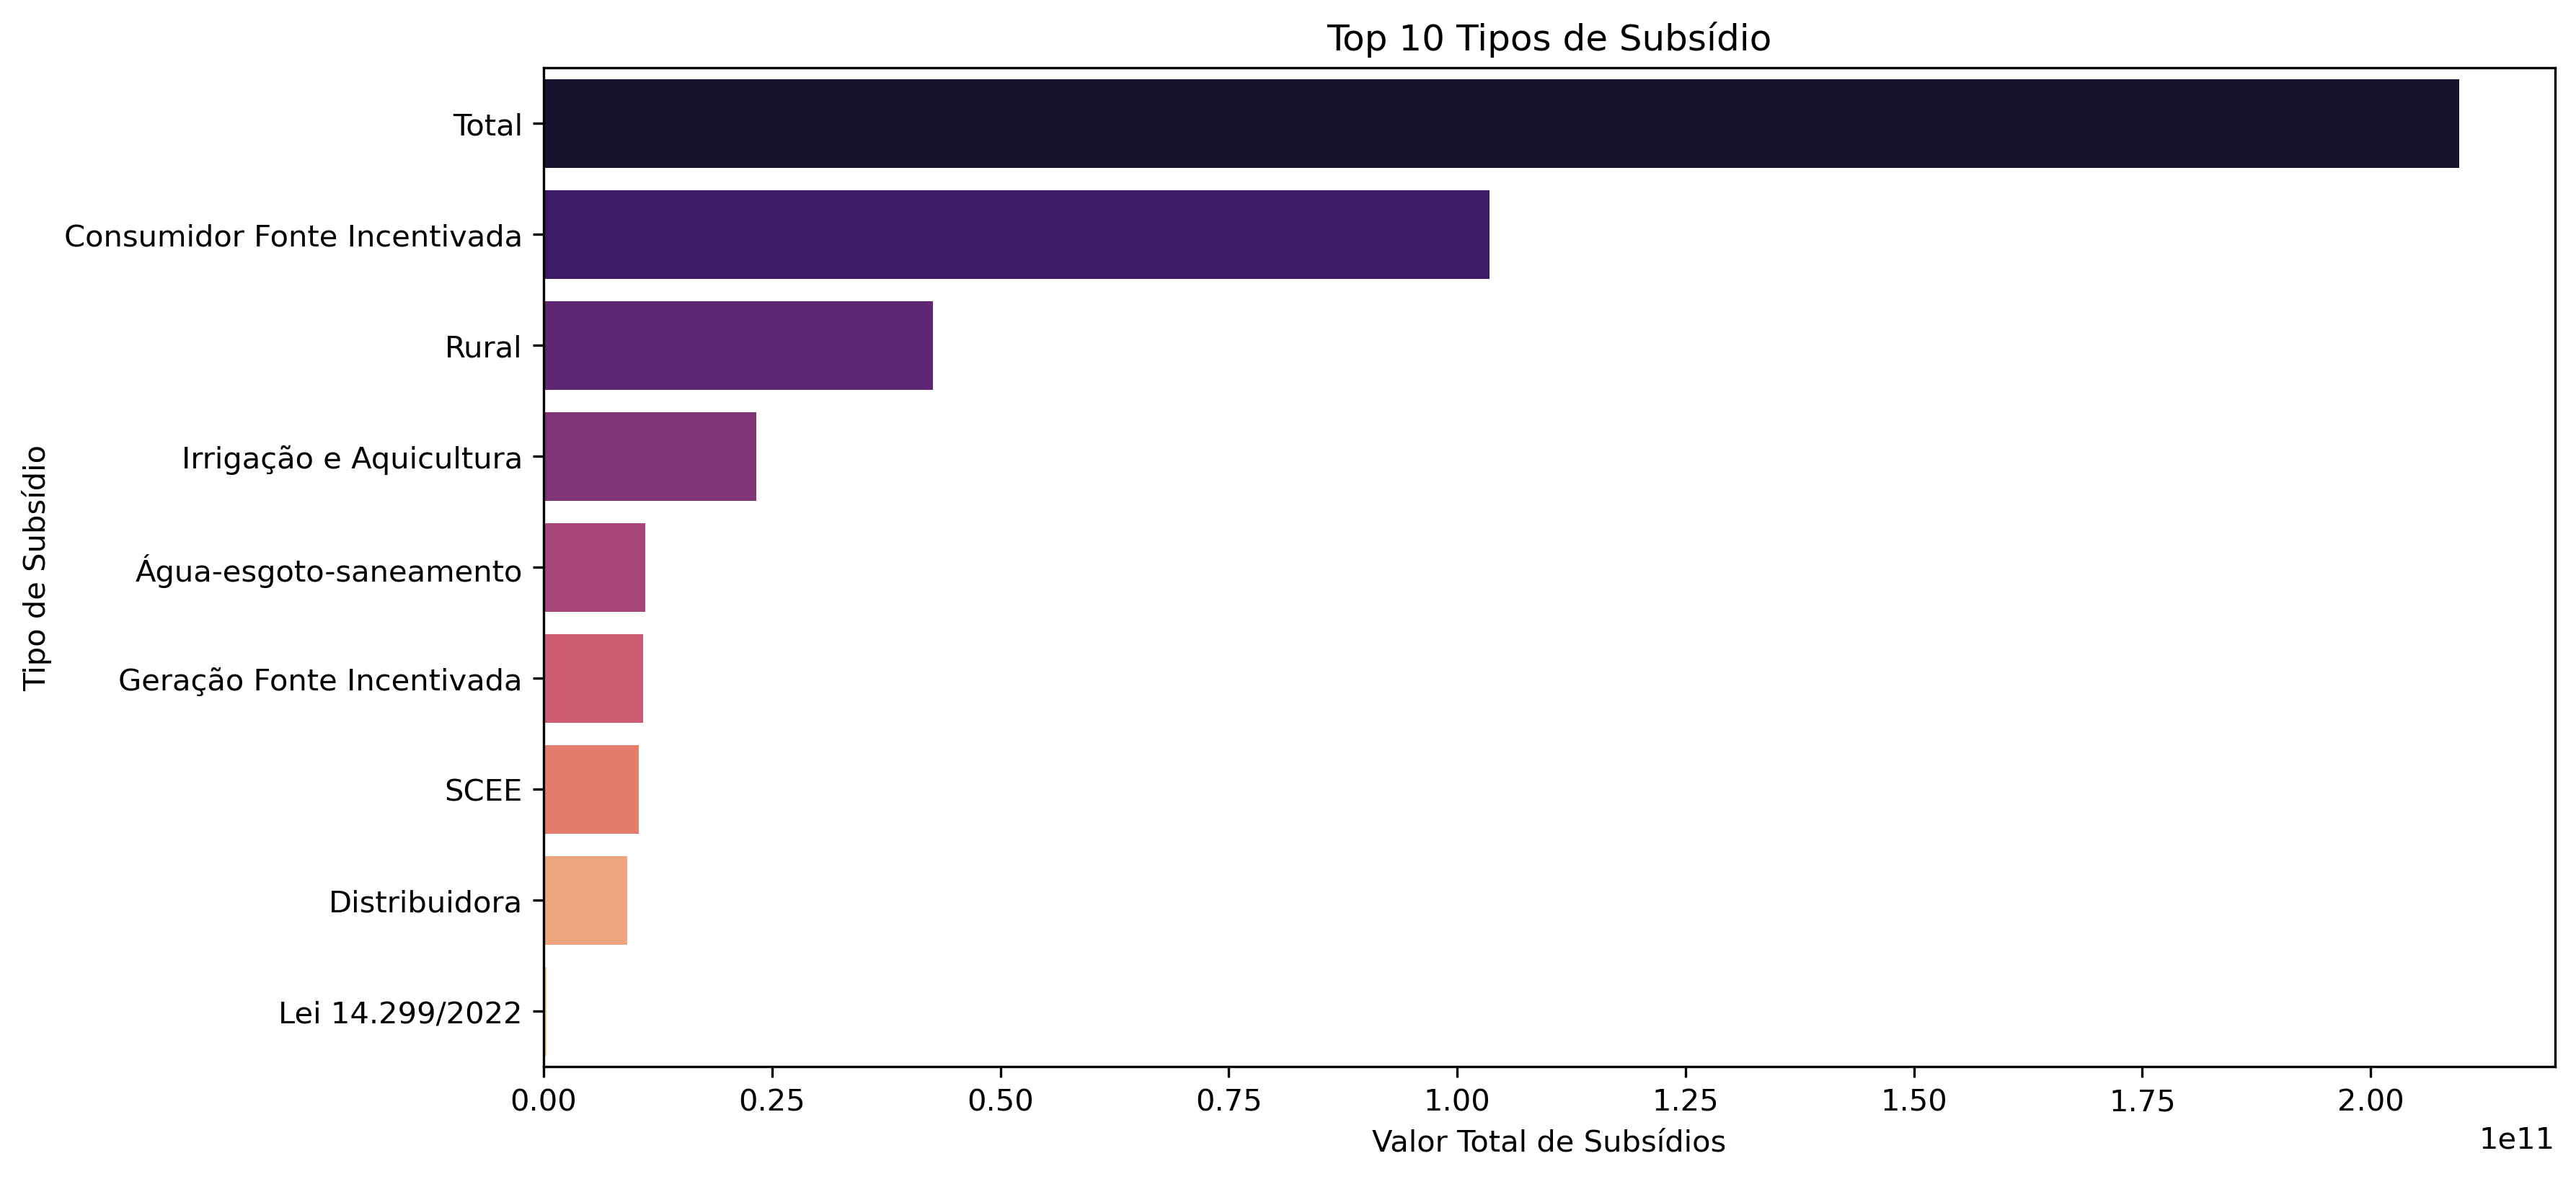 Top 10 Tipos de Subsídio
Tipo de Subsídio
Total
Consumidor Fonte Incentivada
Rural
Irrigação e Aquicultura
Água-esgoto-saneamento
Geração Fonte Incentivada
SCEE
Distribuidora
Lei 14.299/2022
0.00 0.25 0.50 0.75 1.00 1.25 1.50 1.75 2.00
1e11
Valor Total de Subsídios